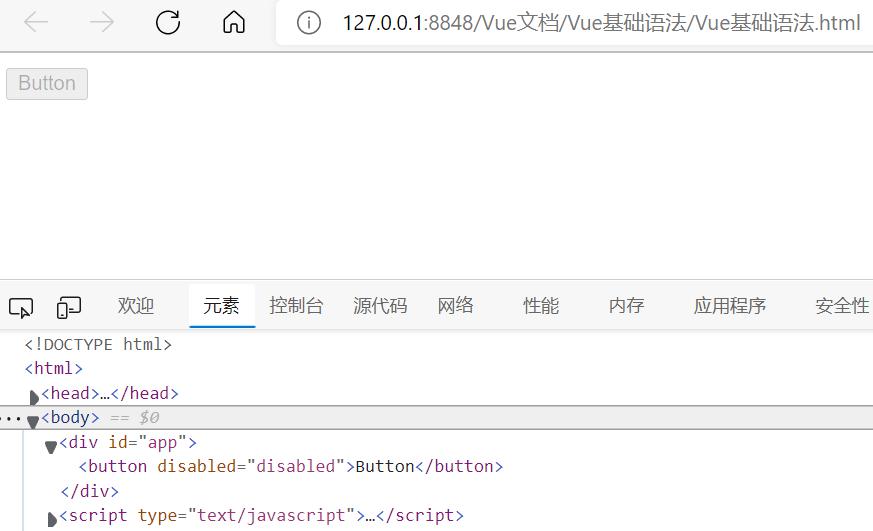 127.0.0.1:8848/Vue文档/Vue基础语法/Vue基础语法.html
Button
欢迎 元素 控制台 源代码 网络 性能 内存 应用程序 安全性
<!DOCTYPE html>
<html>
<head>…</head>
<body> == $0
<div id="app">
<button disabled="disabled">Button</button>
</div>
<script type="text/javascript">…</script>